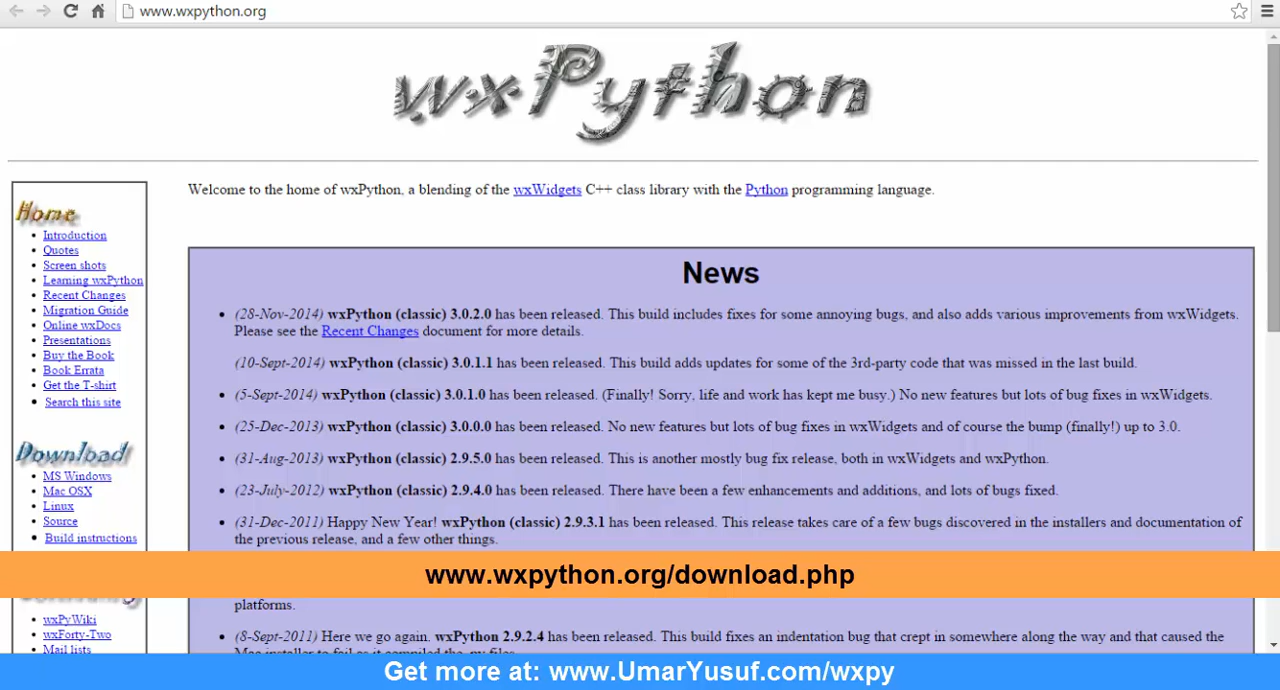 www.wxpython.org
wxPython
Welcome to the home of wxPython, a blending of the wxWidgets C++ class library with the Python programming language.
Home
Introduction
Quotes
Screen shots
Learning wxPython
Recent Changes
Migration Guide
Online wxDocs
Presentations
Buy the Book
Book Errata
Get the T-shirt
Search this site
Download
MS Windows
Mac OSX
Linux
Source
Build instructions
wxPyWiki
wxForty-Two
Mail lists
News
(28-Nov-2014) wxPython (classic) 3.0.2.0 has been released. This build includes fixes for some annoying bugs, and also adds various improvements from wxWidgets.
Please see the Recent Changes document for more details.
(10-Sept-2014) wxPython (classic) 3.0.1.1 has been released. This build adds updates for some of the 3rd-party code that was missed in the last build.
(5-Sept-2014) wxPython (classic) 3.0.1.0 has been released. (Finally! Sorry, life and work has kept me busy.) No new features but lots of bug fixes in wxWidgets.
(25-Dec-2013) wxPython (classic) 3.0.0.0 has been released. No new features but lots of bug fixes in wxWidgets and of course the bump (finally!) up to 3.0.
(31-Aug-2013) wxPython (classic) 2.9.5.0 has been released. This is another mostly bug fix release, both in wxWidgets and wxPython.
(23-July-2012) wxPython (classic) 2.9.4.0 has been released. There have been a few enhancements and additions, and lots of bugs fixed.
(31-Dec-2011) Happy New Year! wxPython (classic) 2.9.3.1 has been released. This release takes care of a few bugs discovered in the installers and documentation of
the previous release, and a few other things.
www.wxpython.org/download.php
platforms.
(8-Sept-2011) Here we go again. wxPython 2.9.2.4 has been released. This build fixes an indentation bug that crept in somewhere along the way and that caused the
Mac installer to fail as it compiled the .py files.
Get more at: www.UmarYusuf.com/wxpy